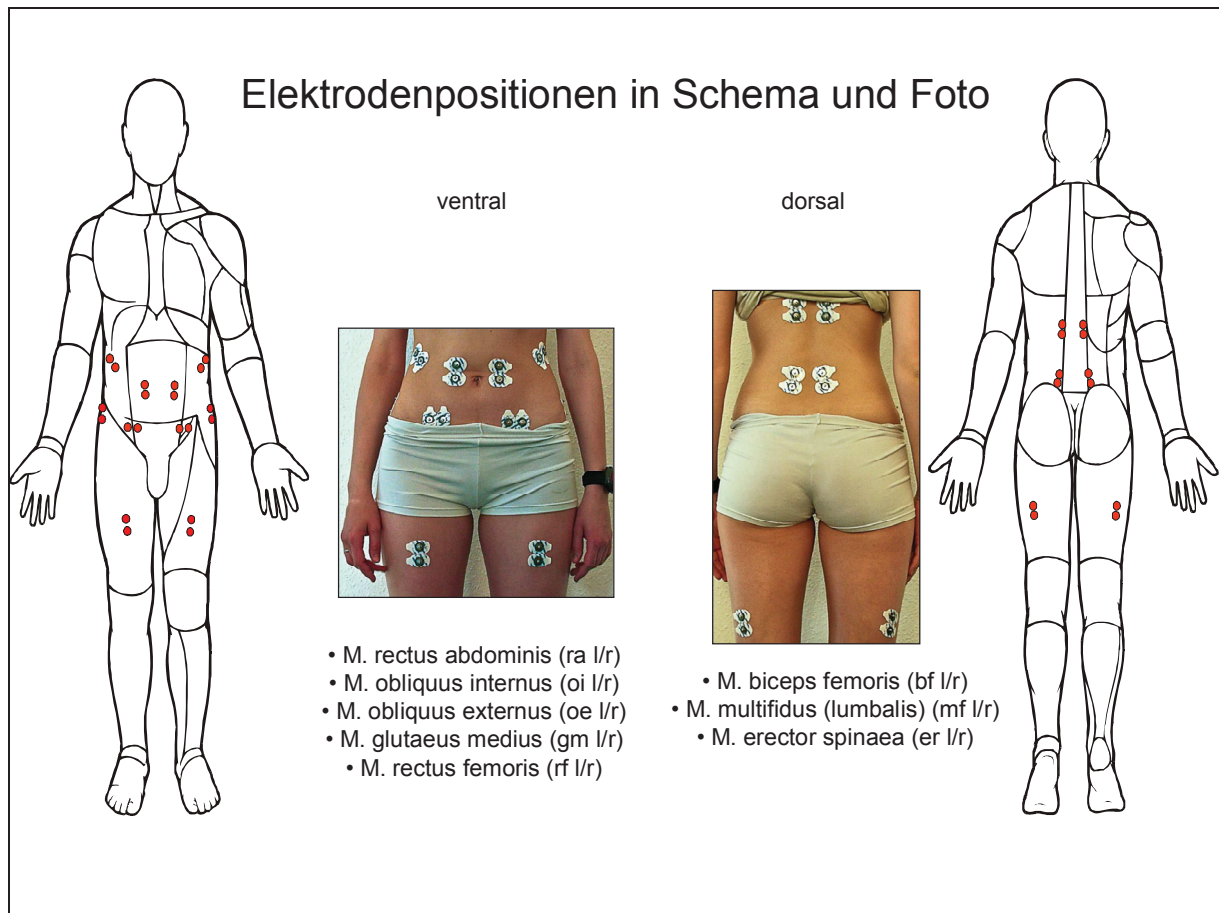 Elektrodenpositionen in Schema und Foto
ventral
dorsal
• M. rectus abdominis (ra l/r)
• M. obliquus internus (oi l/r)
• M. obliquus externus (oe l/r)
• M. glutaeus medius (gm l/r)
• M. rectus femoris (rf l/r)
• M. biceps femoris (bf l/r)
• M. multifidus (lumbalis) (mf l/r)
• M. erector spinaea (er l/r)